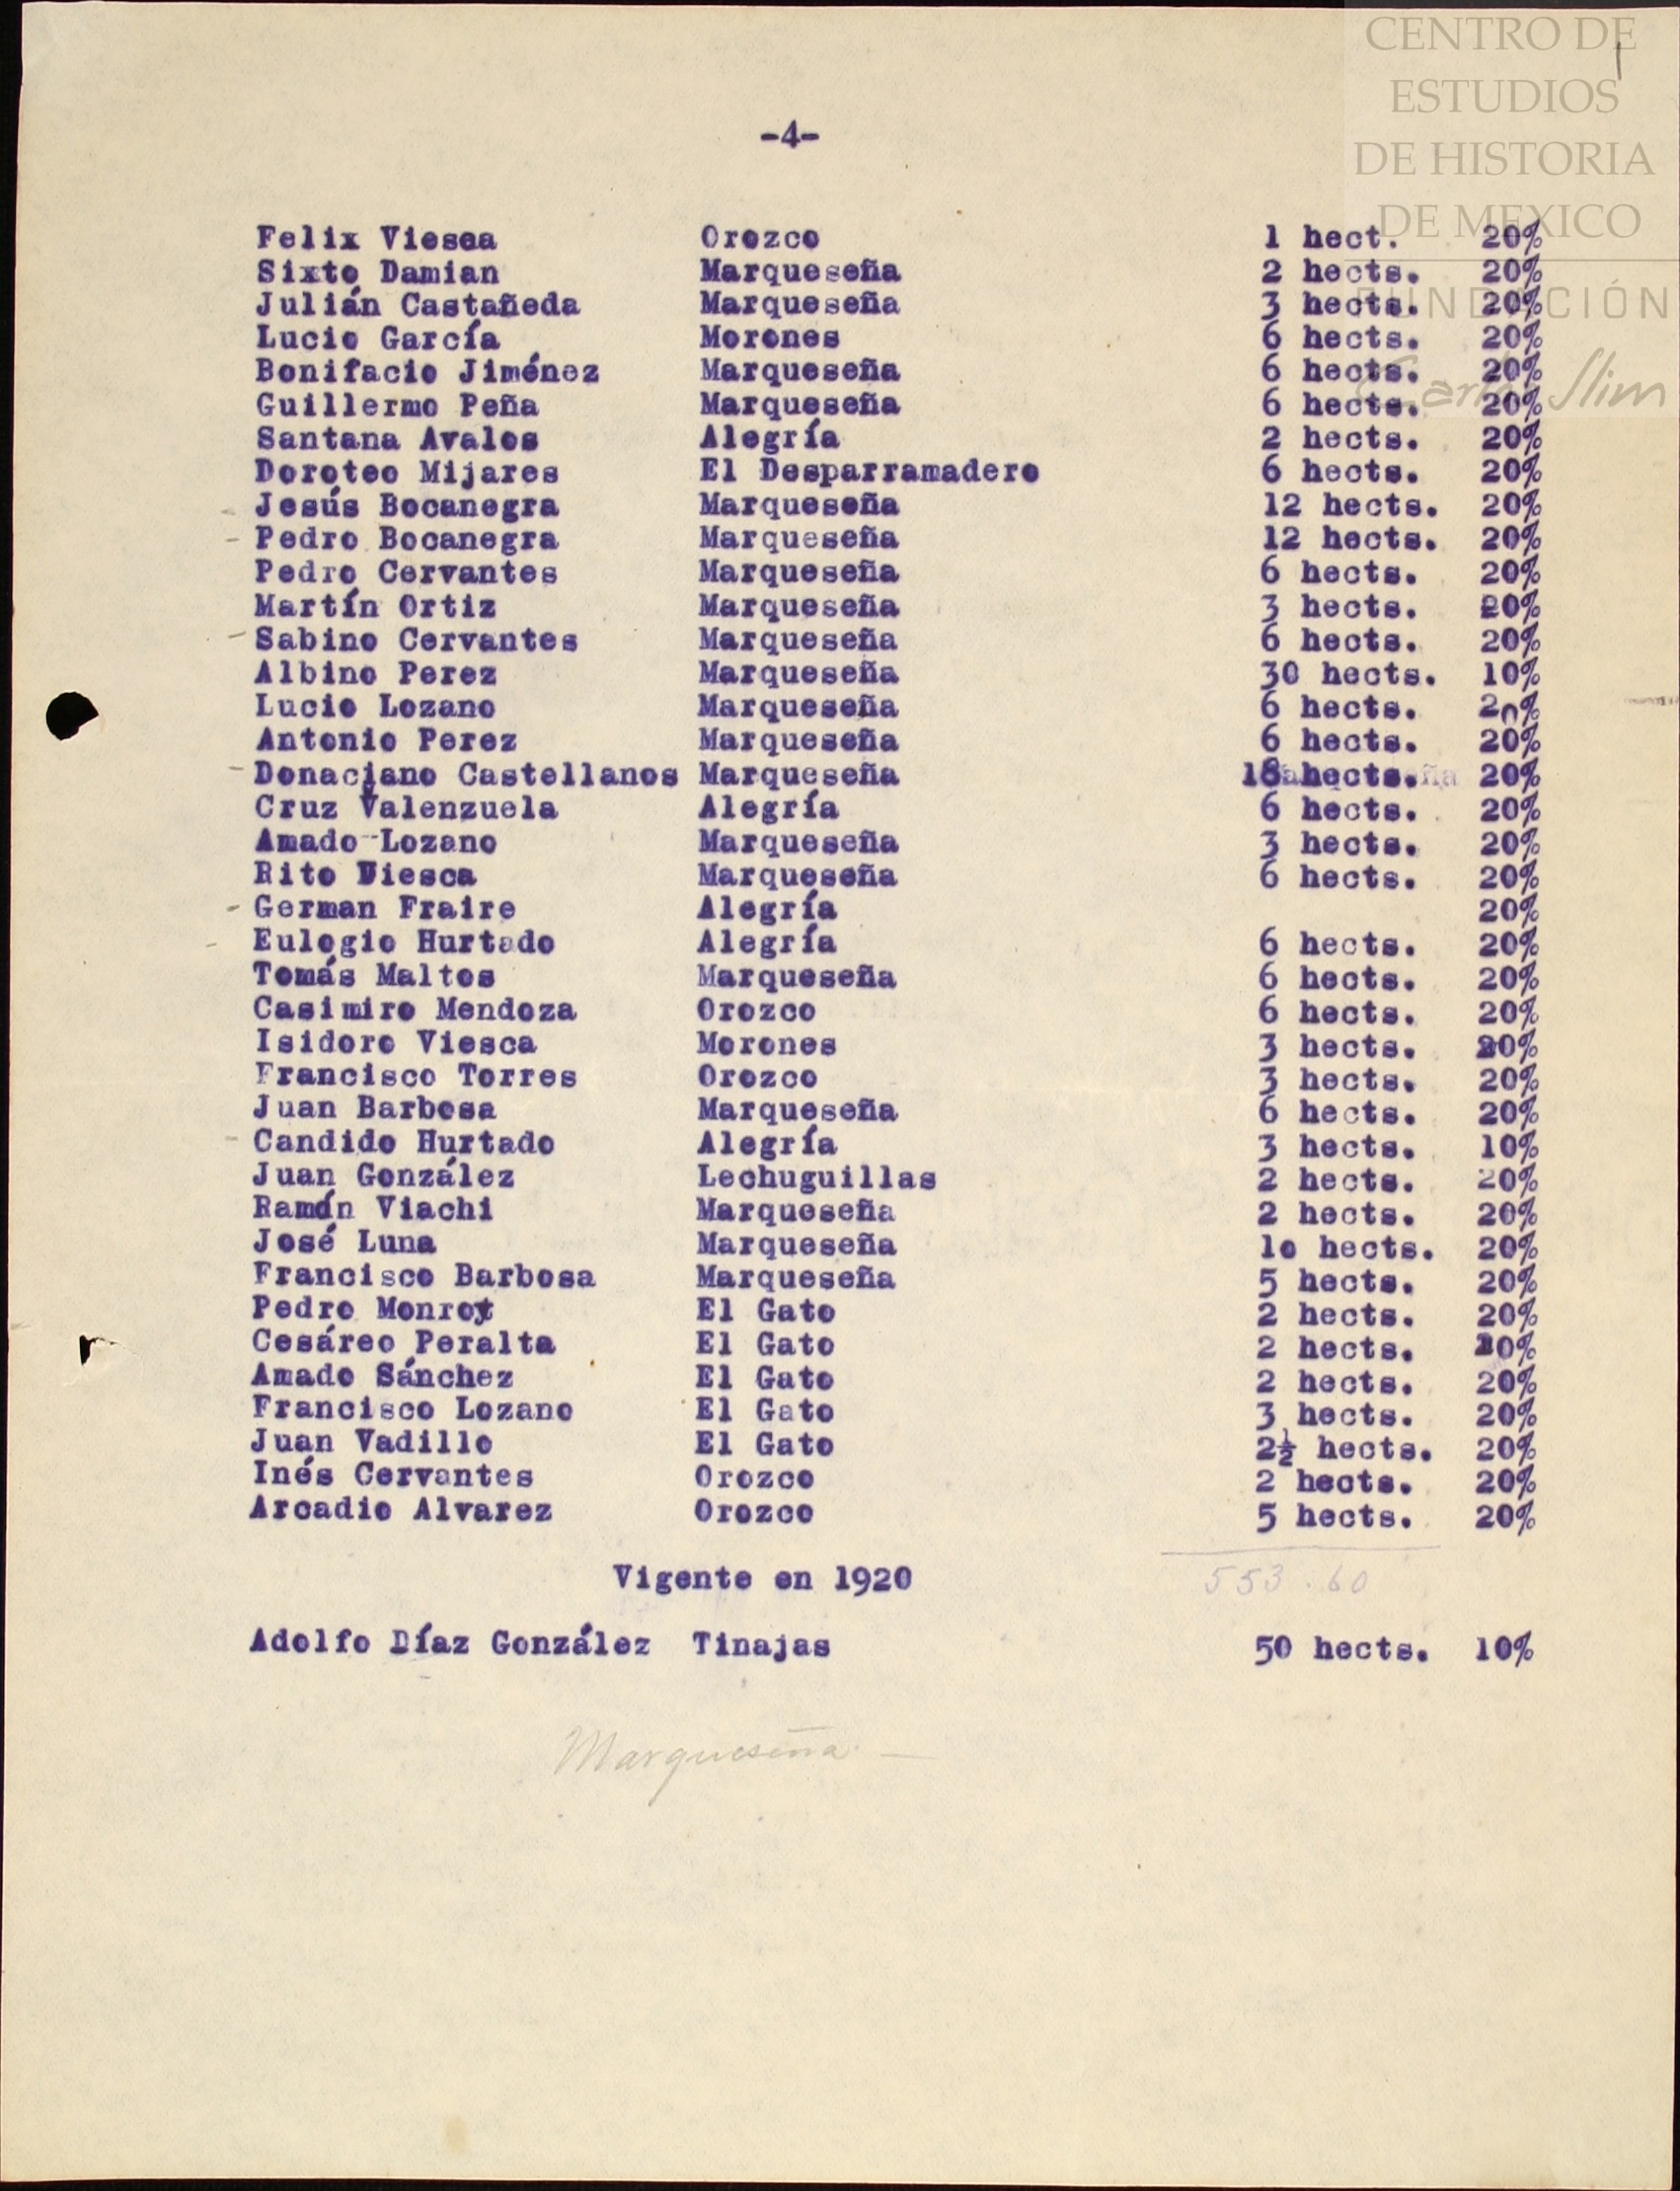 CENTRO DE
ESTUDIOS
DE HISTORIA
DE MEXICO
FUNDACIÓN
Carlos Slim
-4-
Felix Viesca Orozco 1 hect. 20%
Sixto Damian Marqueseña 2 hects. 20%
Julián Castañeda Marqueseña 3 hects. 20%
Lucio García Morones 6 hects. 20%
Bonifacio Jiménez Marqueseña 6 hects. 20%
Guillermo Peña Marqueseña 6 hects. 20%
Santana Avalos Alegría 2 hects. 20%
Doroteo Mijares El Desparramadero 6 hects. 20%
- Jesús Bocanegra Marqueseña 12 hects. 20%
- Pedro Bocanegra Marqueseña 12 hects. 20%
Pedro Cervantes Marqueseña 6 hects. 20%
Martín Ortiz Marqueseña 3 hects. 20%
- Sabino Cervantes Marqueseña 6 hects. 20%
Albino Perez Marqueseña 30 hects. 10%
Lucio Lozano Marqueseña 6 hects. 20%
Antonio Perez Marqueseña 6 hects. 20%
- Donaciano Castellanos Marqueseña 18 hects. 20%
Cruz Valenzuela Alegría 6 hects. 20%
Amado Lozano Marqueseña 3 hects. 20%
Rito Viesca Marqueseña 6 hects. 20%
- German Fraire Alegría 20%
- Eulogio Hurtado Alegría 6 hects. 20%
Tomás Maltos Marqueseña 6 hects. 20%
Casimiro Mendoza Orozco 6 hects. 20%
Isidoro Viesca Morones 3 hects. 20%
Francisco Torres Orozco 3 hects. 20%
Juan Barbosa Marqueseña 6 hects. 20%
- Candido Hurtado Alegría 3 hects. 10%
Juan González Lechuguillas 2 hects. 20%
Ramón Viachi Marqueseña 2 hects. 20%
José Luna Marqueseña 10 hects. 20%
Francisco Barbosa Marqueseña 5 hects. 20%
Pedro Monroy El Gato 2 hects. 20%
Cesáreo Peralta El Gato 2 hects. 20%
Amado Sánchez El Gato 2 hects. 20%
Francisco Lozano El Gato 3 hects. 20%
Juan Vadillo El Gato 2½ hects. 20%
Inés Cervantes Orozco 2 hects. 20%
Arcadio Alvarez Orozco 5 hects. 20%
Vigente en 1920 553.60
Adolfo Díaz González Tinajas 50 hects. 10%
Marqueseña -